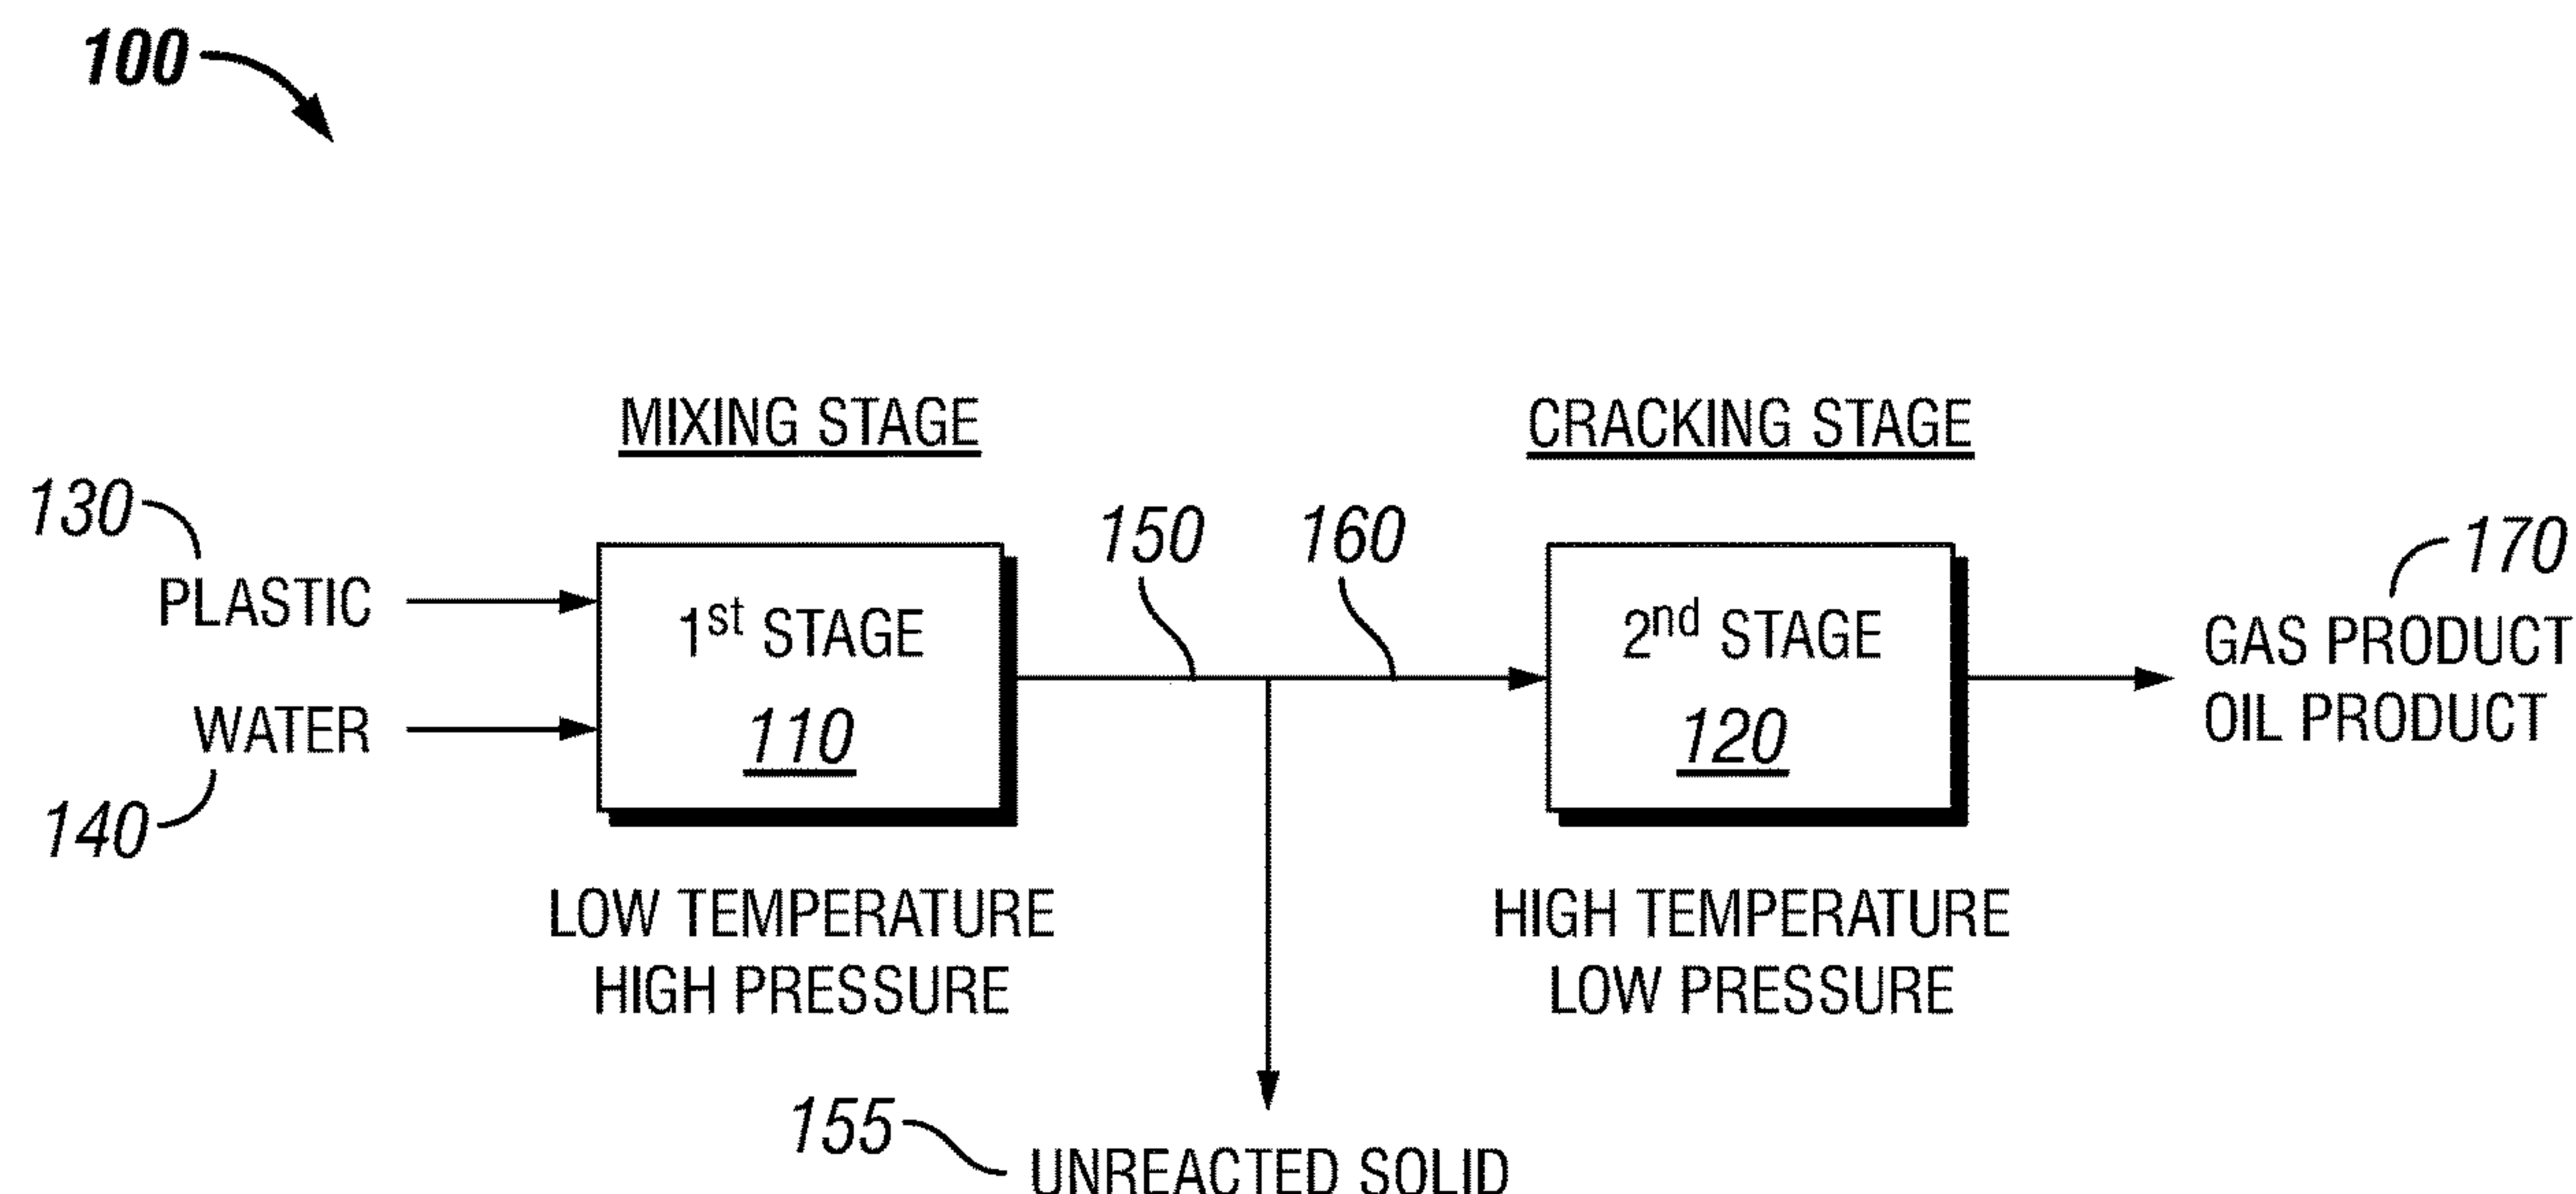 100
MIXING STAGE
CRACKING STAGE
130
PLASTIC
WATER
140
1st STAGE
110
150
160
2nd STAGE
120
170
GAS PRODUCT
OIL PRODUCT
LOW TEMPERATURE
HIGH PRESSURE
HIGH TEMPERATURE
LOW PRESSURE
155
UNREACTED SOLID